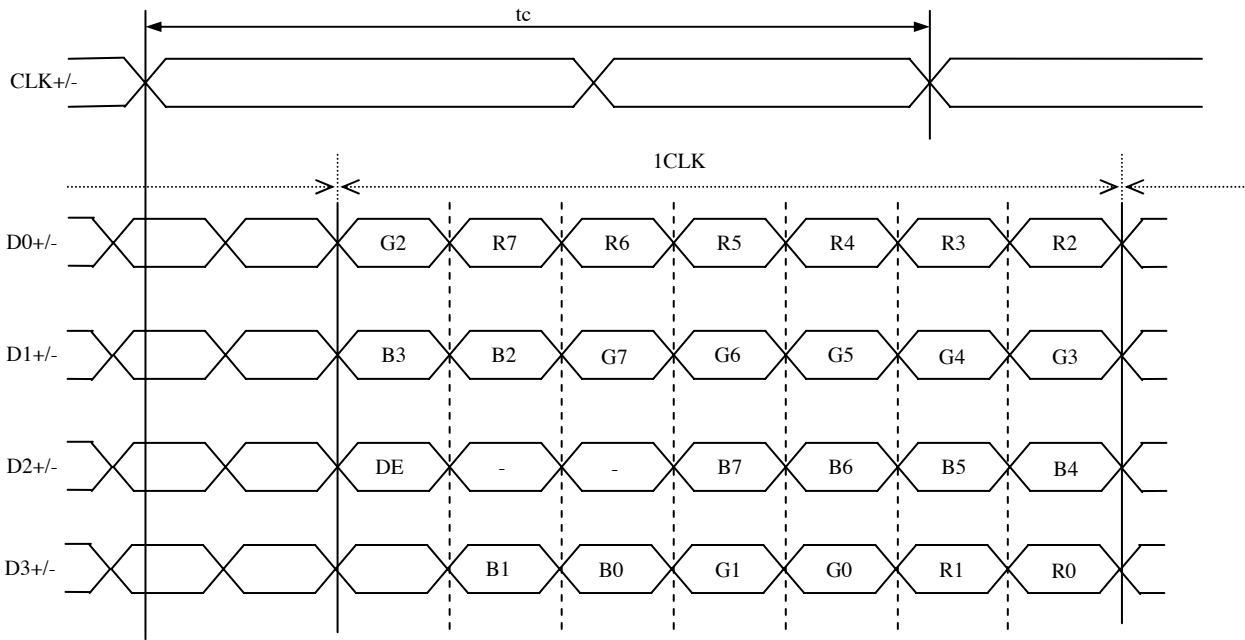 tc
CLK+/-
1CLK
D0+/- G2 R7 R6 R5 R4 R3 R2
D1+/- B3 B2 G7 G6 G5 G4 G3
D2+/- DE - - B7 B6 B5 B4
D3+/- B1 B0 G1 G0 R1 R0